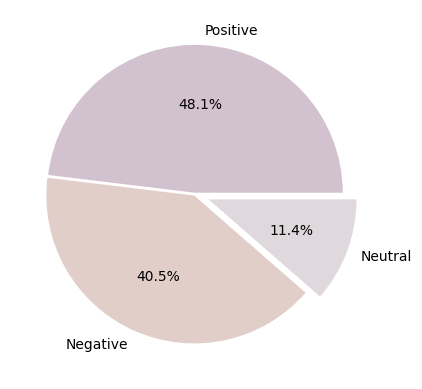 Positive
48.1%
11.4%
Neutral
40.5%
Negative